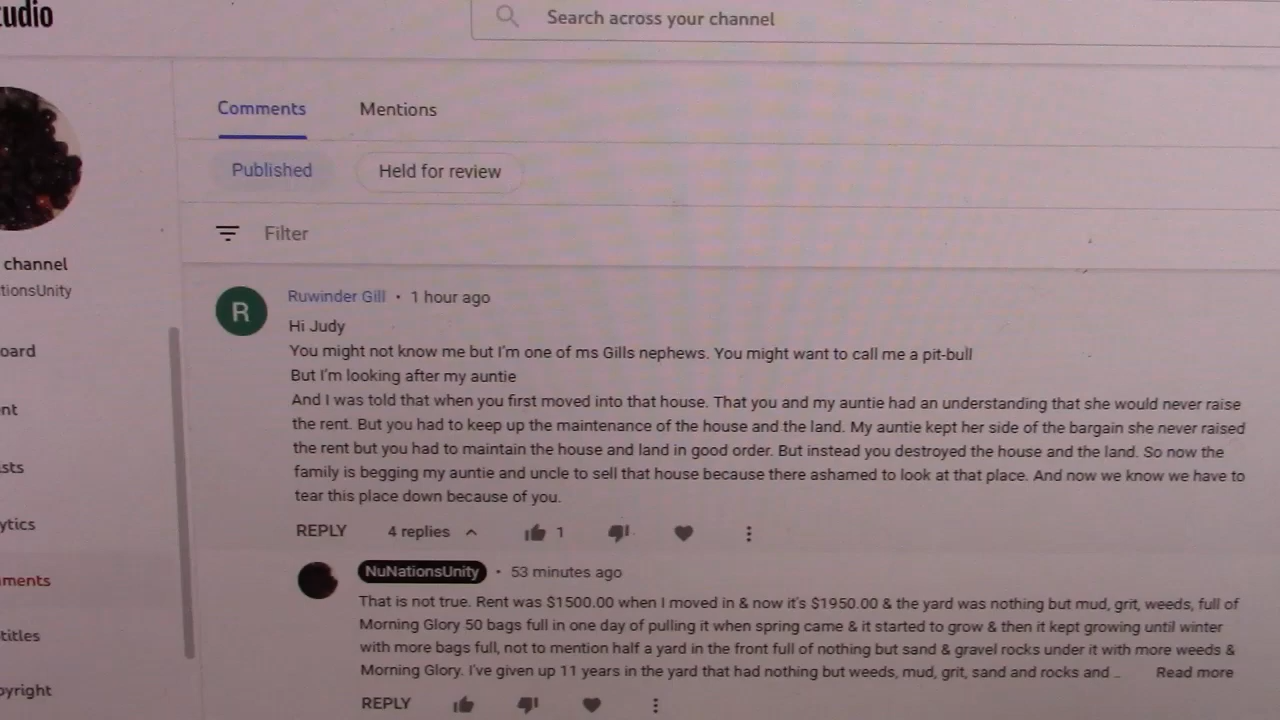 tudio
Search across your channel
Comments Mentions
Published Held for review
Filter
channel
tionsUnity
oard
nt
sts
ytics
ments
titles
pyright
Ruwinder Gill • 1 hour ago
Hi Judy
You might not know me but I'm one of ms Gills nephews. You might want to call me a pit-bull
But I'm looking after my auntie
And I was told that when you first moved into that house. That you and my auntie had an understanding that she would never raise
the rent. But you had to keep up the maintenance of the house and the land. My auntie kept her side of the bargain she never raised
the rent but you had to maintain the house and land in good order. But instead you destroyed the house and the land. So now the
family is begging my auntie and uncle to sell that house because there ashamed to look at that place. And now we know we have to
tear this place down because of you.
REPLY 4 replies 1
NuNationsUnity • 53 minutes ago
That is not true. Rent was $1500.00 when I moved in & now it's $1950.00 & the yard was nothing but mud, grit, weeds, full of
Morning Glory 50 bags full in one day of pulling it when spring came & it started to grow & then it kept growing until winter
with more bags full, not to mention half a yard in the front full of nothing but sand & gravel rocks under it with more weeds &
Morning Glory. I've given up 11 years in the yard that had nothing but weeds, mud, grit, sand and rocks and ... Read more
REPLY
R